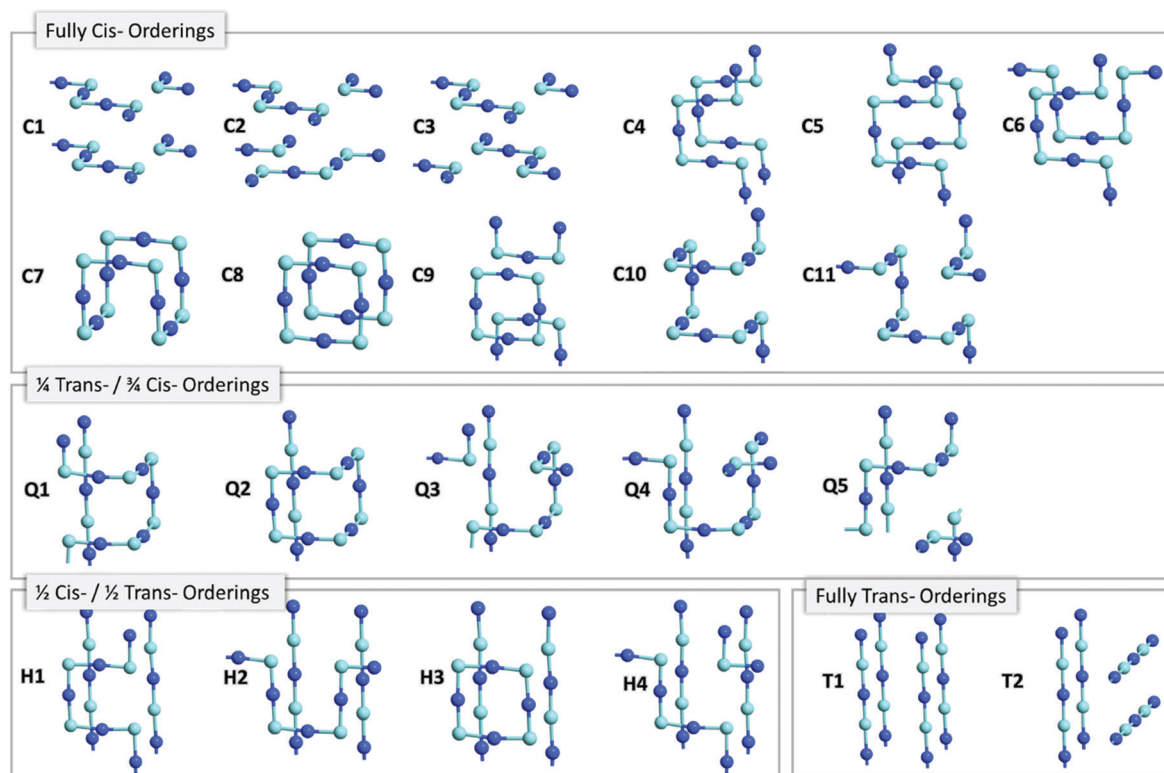 Fully Cis- Orderings
C1 C2 C3 C4 C5 C6
C7 C8 C9 C10 C11
¼ Trans- / ¾ Cis- Orderings
Q1 Q2 Q3 Q4 Q5
½ Cis- / ½ Trans- Orderings
H1 H2 H3 H4
Fully Trans- Orderings
T1 T2